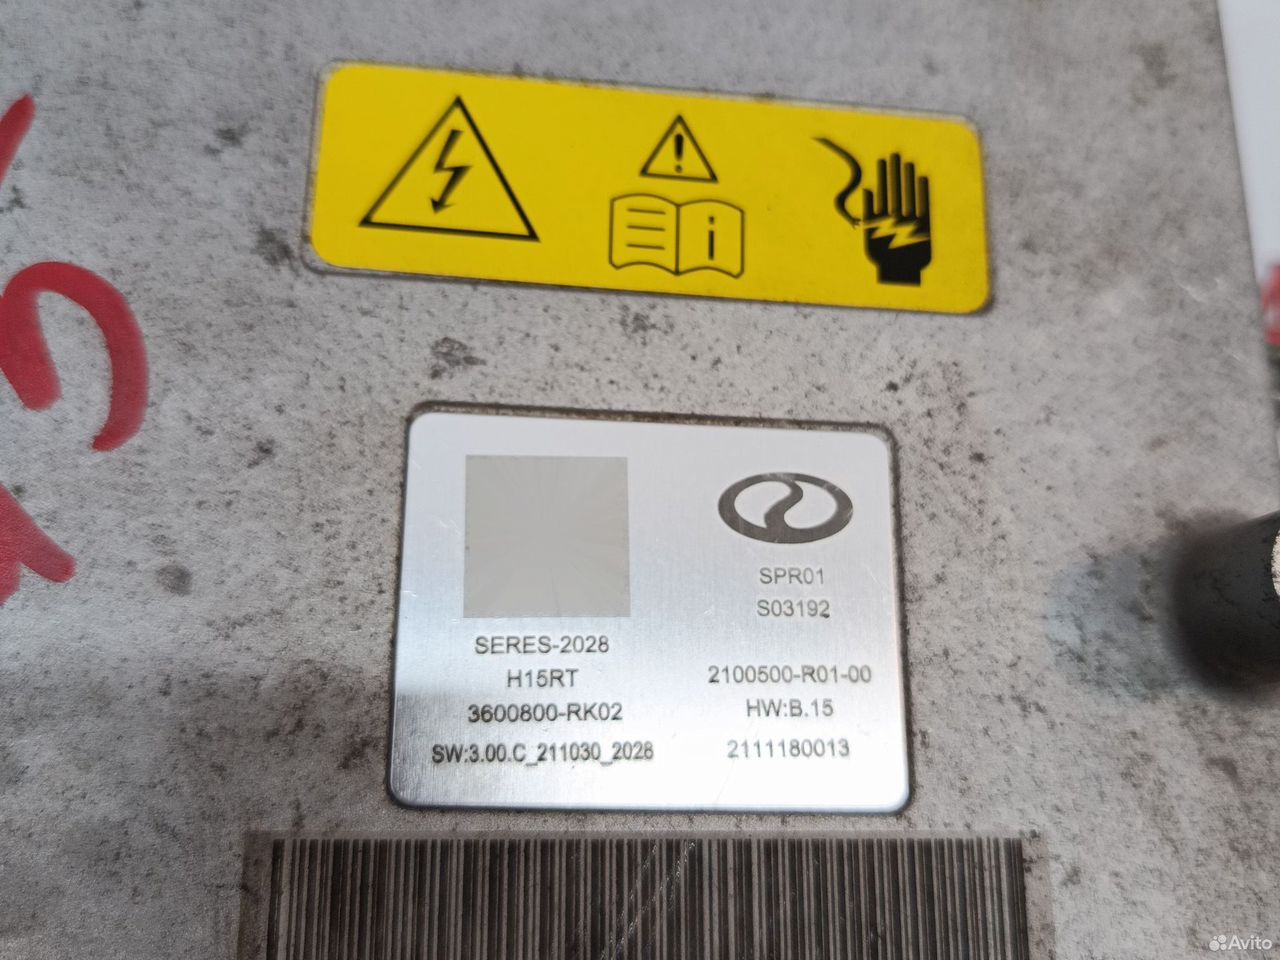 SPR01
S03192
SERES-2028
H15RT
2100500-R01-00
3600800-RK02
HW:B.15
SW:3.00.C_211030_2028
2111180013
Avito